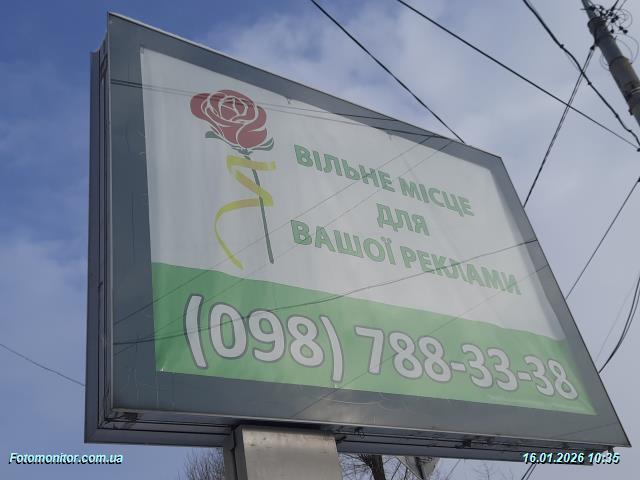 ВІЛЬНЕ МІСЦЕ
ДЛЯ
ВАШОЇ РЕКЛАМИ
(098) 788-33-38
Fotomonitor.com.ua
16.01.2026 10:35